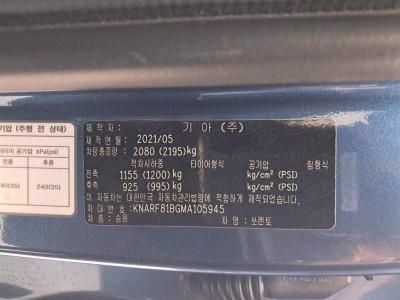 기압 (주행 전 상태)
타이어 공기압 kPa(psi)
전륜 후륜
240(35) 240(35)
제작자: 기아(주)
제작연월: 2021/05
차량총중량: 2080 (2195)kg
적차시하중 타이어형식 공기압 림형식
전축 1155 (1200)kg kg/cm² (PSI)
후축 925 (995)kg kg/cm² (PSI)
이 자동차는 대한민국 자동차관리법령에 적합하게 제작되었습니다.
차대번호: KNARF81BGMA105945
차종: 승용 차명: 쏘렌토